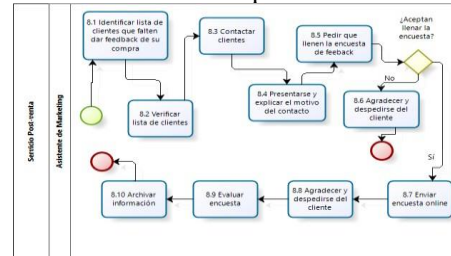 Servicio Post-venta
Asistente de Marketing
8.1 Identificar lista de
clientes que falten
dar feedback de su
compra
8.2 Verificar
lista de clientes
8.3 Contactar
clientes
8.4 Presentarse y
explicar el motivo
del contacto
8.5 Pedir que
llenen la encuesta
de feeback
¿Aceptan
llenar la
encuesta?
No
8.6 Agradecer y
despedirse del
cliente
Sí
8.7 Enviar
encuesta online
8.8 Agradecer y
despedirse del
cliente
8.9 Evaluar
encuesta
8.10 Archivar
información